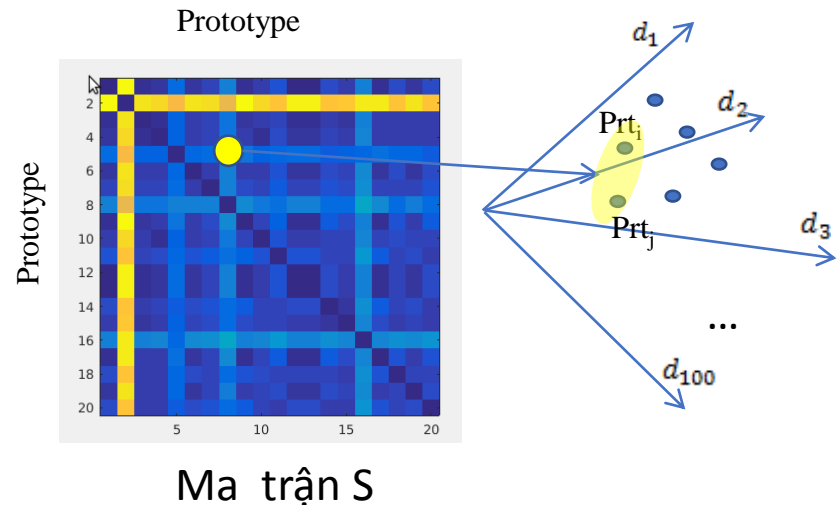 Prototype
Prototype
2
4
6
8
10
12
14
16
18
20
5
10
15
20
Ma trận S
d₁
d₂
Prtᵢ
Prtⱼ
d₃
...
d₁₀₀